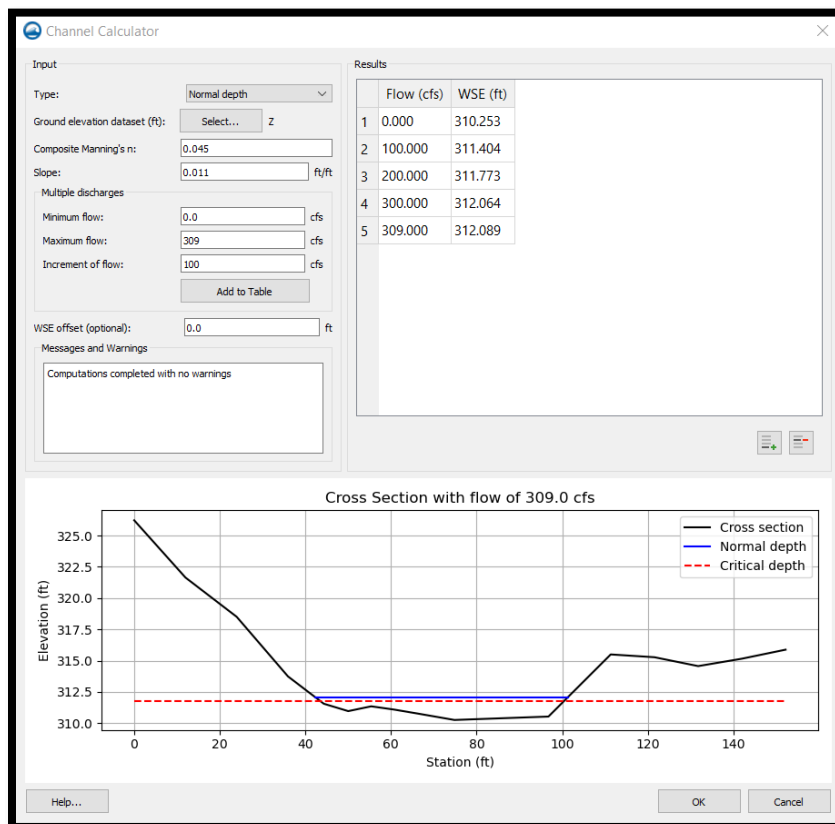 Channel Calculator
Input
Type:
Normal depth
Ground elevation dataset (ft):
Select...
Z
Composite Manning's n:
0.045
Slope:
0.011
ft/ft
Multiple discharges
Minimum flow:
0.0
cfs
Maximum flow:
309
cfs
Increment of flow:
100
cfs
Add to Table
WSE offset (optional):
0.0
ft
Messages and Warnings
Computations completed with no warnings
Results
Flow (cfs) WSE (ft)
1 0.000 310.253
2 100.000 311.404
3 200.000 311.773
4 300.000 312.064
5 309.000 312.089
Cross Section with flow of 309.0 cfs
Cross section
Normal depth
Critical depth
Elevation (ft)
325.0
322.5
320.0
317.5
315.0
312.5
310.0
0 20 40 60 80 100 120 140
Station (ft)
Help...
OK
Cancel